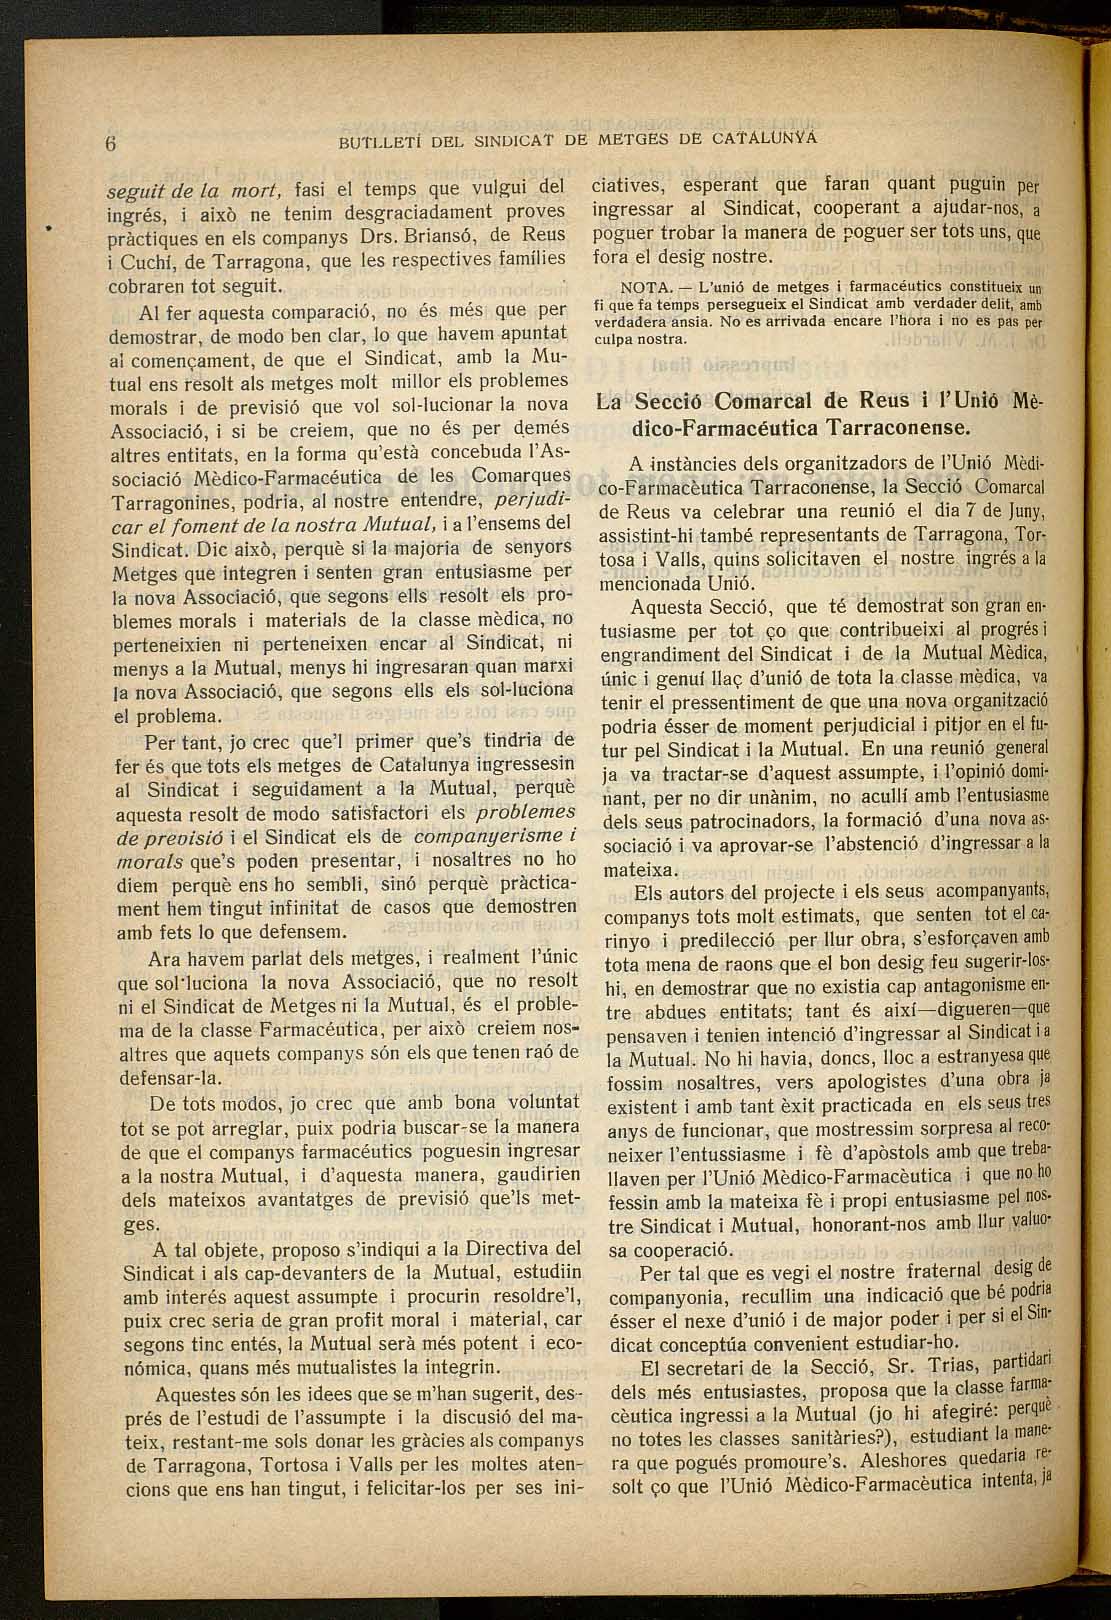 6
BUTLLETÍ DEL SINDICAT DE METGES DE CATALUNYA
seguit de la mort, fasi el temps que vulgui del
ingrés, i això ne tenim desgraciadament proves
pràctiques en els companys Drs. Briansó, de Reus
i Cuchí, de Tarragona, que les respectives famílies
cobraren tot seguit.
Al fer aquesta comparació, no és més que per
demostrar, de modo ben clar, lo que havem apuntat
al començament, de que el Sindicat, amb la Mu-
tual ens resolt als metges molt millor els problemes
morals i de previsió que vol sol-lucionar la nova
Associació, i si be creiem, que no és per demés
altres entitats, en la forma qu'està concebuda l'As-
sociació Mèdico-Farmacéutica de les Comarques
Tarragonines, podria, al nostre entendre, perjudi-
car el foment de la nostra Mutual, i a l'ensems del
Sindicat. Dic això, perquè si la majoria de senyors
Metges que integren i senten gran entusiasme per
la nova Associació, que segons ells resolt els pro-
blemes morals i materials de la classe mèdica, no
perteneixien ni perteneixen encar al Sindicat, ni
menys a la Mutual, menys hi ingresaran quan marxi
la nova Associació, que segons ells els sol-luciona
el problema.
Per tant, jo crec que'l primer que's tindria de
fer és que tots els metges de Catalunya ingressesin
al Sindicat i seguidament a la Mutual, perquè
aquesta resolt de modo satisfactori els problemes
de previsió i el Sindicat els de companyerisme i
morals que's poden presentar, i nosaltres no ho
diem perquè ens ho sembli, sinó perquè pràctica-
ment hem tingut infinitat de casos que demostren
amb fets lo que defensem.
Ara havem parlat dels metges, i realment l'únic
que sol·luciona la nova Associació, que no resolt
ni el Sindicat de Metges ni la Mutual, és el proble-
ma de la classe Farmacéutica, per això creiem nos-
altres que aquets companys són els que tenen raó de
defensar-la.
De tots modos, jo crec que amb bona voluntat
tot se pot arreglar, puix podria buscar-se la manera
de que el companys farmacéutics poguesin ingresar
a la nostra Mutual, i d'aquesta manera, gaudirien
dels mateixos avantatges de previsió que'ls met-
ges.
A tal objete, proposo s'indiqui a la Directiva del
Sindicat i als cap-devanters de la Mutual, estudiin
amb interés aquest assumpte i procurin resoldre'l,
puix crec seria de gran profit moral i material, car
segons tinc entés, la Mutual serà més potent i eco-
nómica, quans més mutualistes la integrin.
Aquestes són les idees que se m'han sugerit, des-
prés de l'estudi de l'assumpte i la discusió del ma-
teix, restant-me sols donar les gràcies als companys
de Tarragona, Tortosa i Valls per les moltes aten-
cions que ens han tingut, i felicitar-los per ses ini-
ciatives, esperant que faran quant puguin per
ingressar al Sindicat, cooperant a ajudar-nos, a
poguer trobar la manera de poguer ser tots uns, que
fora el desig nostre.
NOTA. — L'unió de metges i farmacéutics constitueix un
fi que fa temps persegueix el Sindicat amb verdader delit, amb
verdadera ansia. No es arrivada encare l'hora i no es pas per
culpa nostra.
La Secció Comarcal de Reus i l'Unió Mè-
dico-Farmacéutica Tarraconense.
A instàncies dels organitzadors de l'Unió Mèdi-
co-Farmacèutica Tarraconense, la Secció Comarcal
de Reus va celebrar una reunió el dia 7 de Juny,
assistint-hi també representants de Tarragona, Tor-
tosa i Valls, quins solicitaven el nostre ingrés a la
mencionada Unió.
Aquesta Secció, que té demostrat son gran en-
tusiasme per tot ço que contribueixi al progrés i
engrandiment del Sindicat i de la Mutual Mèdica,
únic i genuí llaç d'unió de tota la classe mèdica, va
tenir el pressentiment de que una nova organització
podria ésser de moment perjudicial i pitjor en el fu-
tur pel Sindicat i la Mutual. En una reunió general
ja va tractar-se d'aquest assumpte, i l'opinió domi-
nant, per no dir unànim, no acullí amb l'entusiasme
dels seus patrocinadors, la formació d'una nova as-
sociació i va aprovar-se l'abstenció d'ingressar a la
mateixa.
Els autors del projecte i els seus acompanyants,
companys tots molt estimats, que senten tot el ca-
rinyo i predilecció per llur obra, s'esforçaven amb
tota mena de raons que el bon desig feu sugerir-los-
hi, en demostrar que no existia cap antagonisme en-
tre abdues entitats; tant és així—digueren—que
pensaven i tenien intenció d'ingressar al Sindicat i a
la Mutual. No hi havia, doncs, lloc a estranyesa que
fossim nosaltres, vers apologistes d'una obra ja
existent i amb tant èxit practicada en els seus tres
anys de funcionar, que mostressim sorpresa al reco-
neixer l'entussiasme i fè d'apòstols amb que treba-
llaven per l'Unió Mèdico-Farmacèutica i que no ho
fessin amb la mateixa fè i propi entusiasme pel nos-
tre Sindicat i Mutual, honorant-nos amb llur valuo-
sa cooperació.
Per tal que es vegi el nostre fraternal desig de
companyonia, recullim una indicació que bé podria
ésser el nexe d'unió i de major poder i per si el Sin-
dicat conceptúa convenient estudiar-ho.
El secretari de la Secció, Sr. Trias, partidari
dels més entusiastes, proposa que la classe farma-
cèutica ingressi a la Mutual (jo hi afegiré: perquè
no totes les classes sanitàries?), estudiant la mane-
ra que pogués promoure's. Aleshores quedaria re-
solt ço que l'Unió Mèdico-Farmacèutica intenta, ja